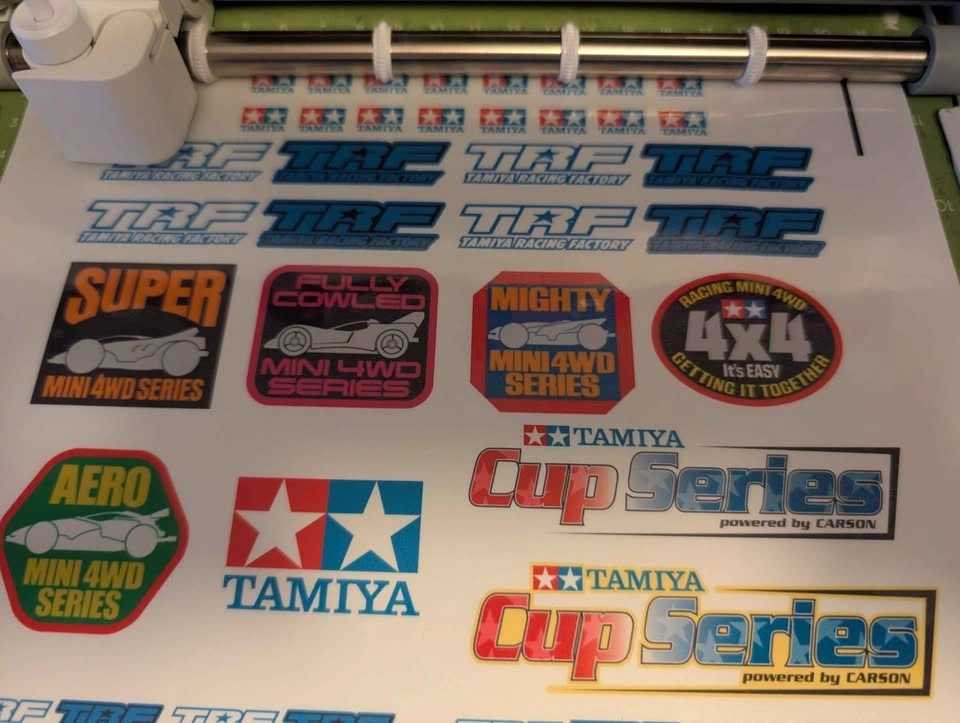 TAMIYA TAMIYA TAMIYA TAMIYA TAMIYA TAMIYA TAMIYA TAMIYA
TAMIYA TAMIYA TAMIYA TAMIYA TAMIYA TAMIYA TAMIYA TAMIYA
TRF TRF TRF TRF
TAMIYA RACING FACTORY TAMIYA RACING FACTORY TAMIYA RACING FACTORY TAMIYA RACING FACTORY
TRF TRF TRF TRF
TAMIYA RACING FACTORY TAMIYA RACING FACTORY TAMIYA RACING FACTORY TAMIYA RACING FACTORY
SUPER
MINI 4WD SERIES
FULLY
COWLED
MINI 4WD
SERIES
MIGHTY
MINI 4WD
SERIES
RACING MINI 4WD
4x4
It's EASY
GETTING IT TOGETHER
AERO
MINI 4WD
SERIES
TAMIYA
TAMIYA
Cup Series
powered by CARSON
TAMIYA
Cup Series
powered by CARSON
TRF TRF TRF